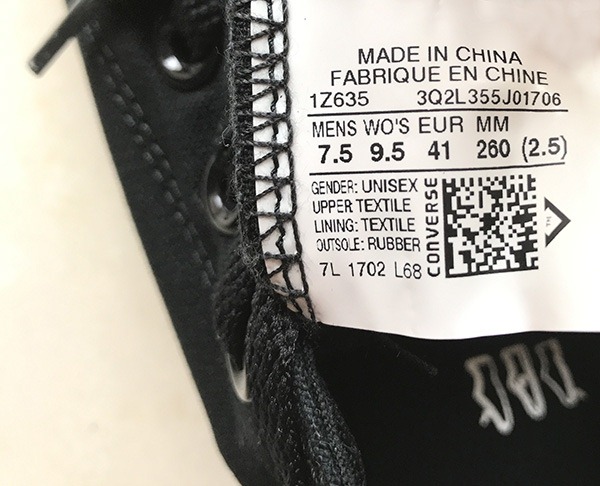 MADE IN CHINA
FABRIQUE EN CHINE
1Z635 3Q2L355J01706
MENS WO'S EUR MM
7.5 9.5 41 260 (2.5)
GENDER: UNISEX
UPPER TEXTILE
LINING: TEXTILE
OUTSOLE: RUBBER
7L 1702 L68
CONVERSE
TM